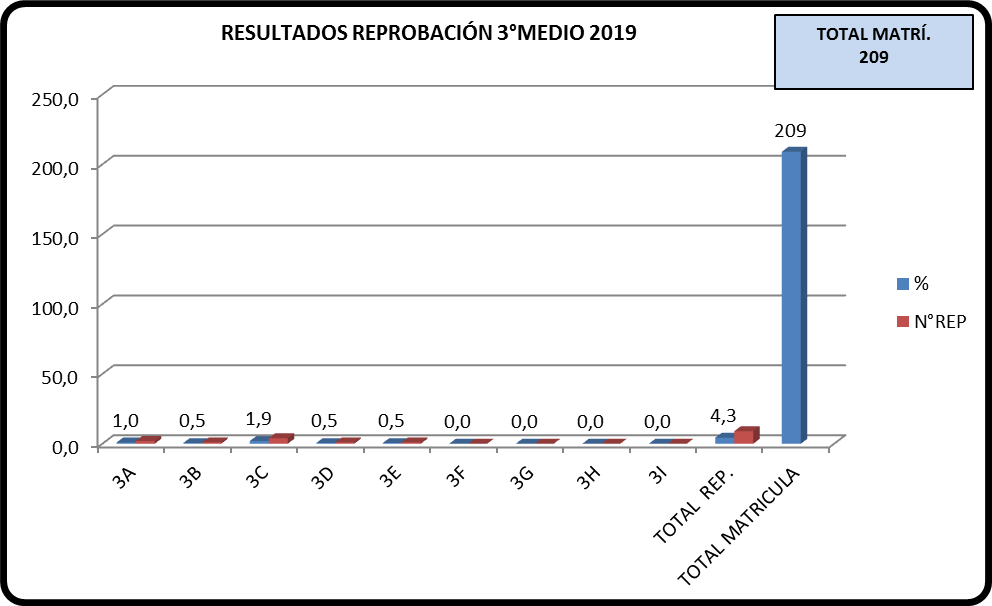 RESULTADOS REPROBACIÓN 3°MEDIO 2019
TOTAL MATRÍ.
209
250,0
200,0
150,0
100,0
50,0
0,0
1,0
0,5
1,9
0,5
0,5
0,0
0,0
0,0
0,0
4,3
209
3A
3B
3C
3D
3E
3F
3G
3H
3I
TOTAL REP.
TOTAL MATRICULA
%
N°REP